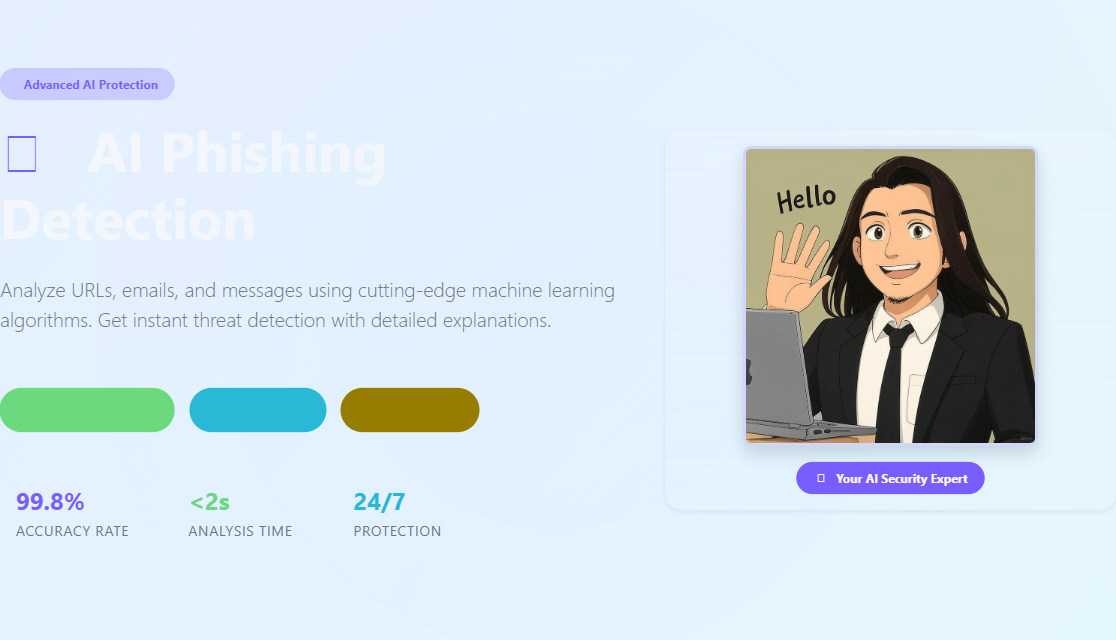 Advanced AI Protection
AI Phishing
Detection
Analyze URLs, emails, and messages using cutting-edge machine learning
algorithms. Get instant threat detection with detailed explanations.
99.8%
ACCURACY RATE
<2s
ANALYSIS TIME
24/7
PROTECTION
Hello
Your AI Security Expert